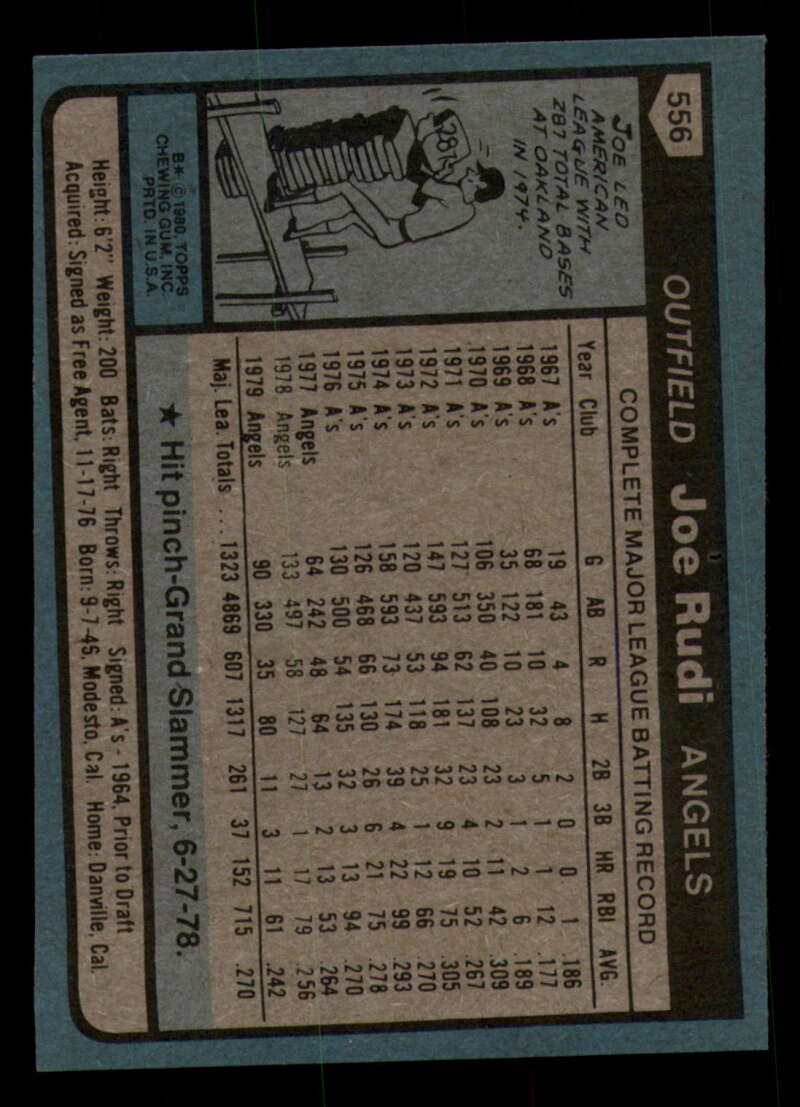 556
OUTFIELD Joe Rudi ANGELS
JOE LED
AMERICAN
LEAGUE WITH
287 TOTAL BASES
AT OAKLAND
IN 1974.
281
B* © 1980 TOPPS
CHEWING GUM, INC.
PRTD. IN U.S.A.
COMPLETE MAJOR LEAGUE BATTING RECORD
Year Club G AB R H 2B 3B HR RBI AVG.
1967 A's 19 43 4 8 2 0 0 1 .186
1968 A's 68 181 10 32 5 1 1 12 .177
1969 A's 35 122 10 23 3 1 2 6 .189
1970 A's 106 350 40 108 23 2 11 42 .309
1971 A's 127 513 62 137 23 4 10 52 .267
1972 A's 147 593 94 181 32 9 19 75 .305
1973 A's 120 437 53 118 25 1 12 66 .270
1974 A's 158 593 73 174 39 4 22 99 .293
1975 A's 126 468 66 130 26 6 21 75 .278
1976 A's 130 500 54 135 32 3 13 94 .270
1977 Angels 64 242 48 64 13 2 13 53 .264
1978 Angels 133 497 58 127 27 1 17 79 .256
1979 Angels 90 330 35 80 11 3 11 61 .242
Maj. Lea. Totals ... 1323 4869 607 1317 261 37 152 715 .270
★ Hit pinch-Grand Slammer, 6-27-78.
Height: 6'2" Weight: 200 Bats: Right Throws: Right Signed: A's - 1964, Prior to Draft
Acquired: Signed as Free Agent, 11-17-76 Born: 9-7-46, Modesto, Cal. Home: Danville, Cal.